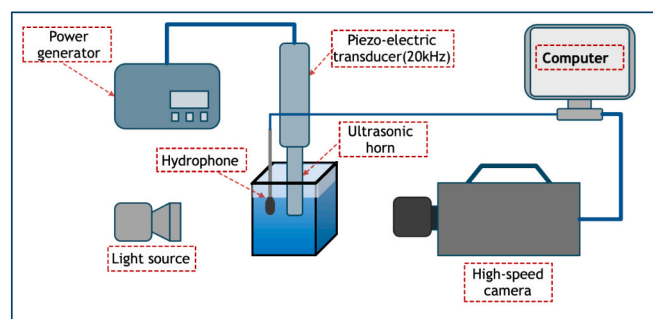 Power
generator
Piezo-electric
transducer(20kHz)
Computer
Ultrasonic
horn
Hydrophone
Light source
High-speed
camera